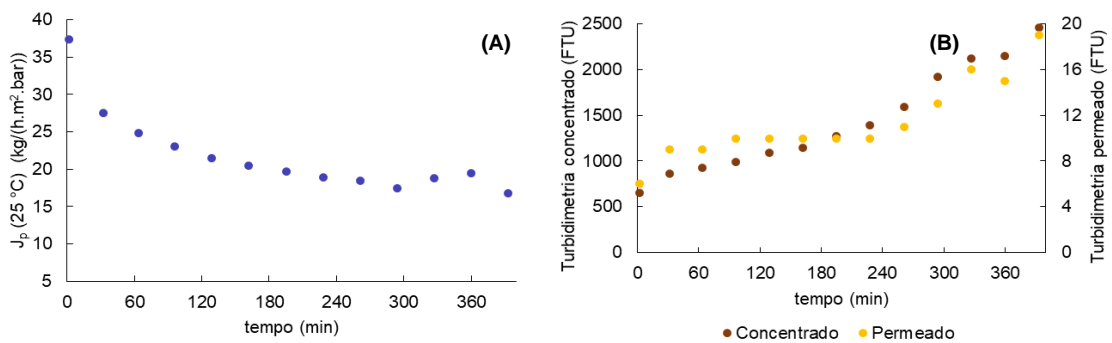 (A)
J_p (25 °C) (kg/(h.m².bar))
40
35
30
25
20
15
10
5
0 60 120 180 240 300 360
tempo (min)
(B)
Turbidimetria concentrado (FTU)
2500
2000
1500
1000
500
0
20
16
12
8
4
0
Turbidimetria permeado (FTU)
0 60 120 180 240 300 360
tempo (min)
Concentrado Permeado